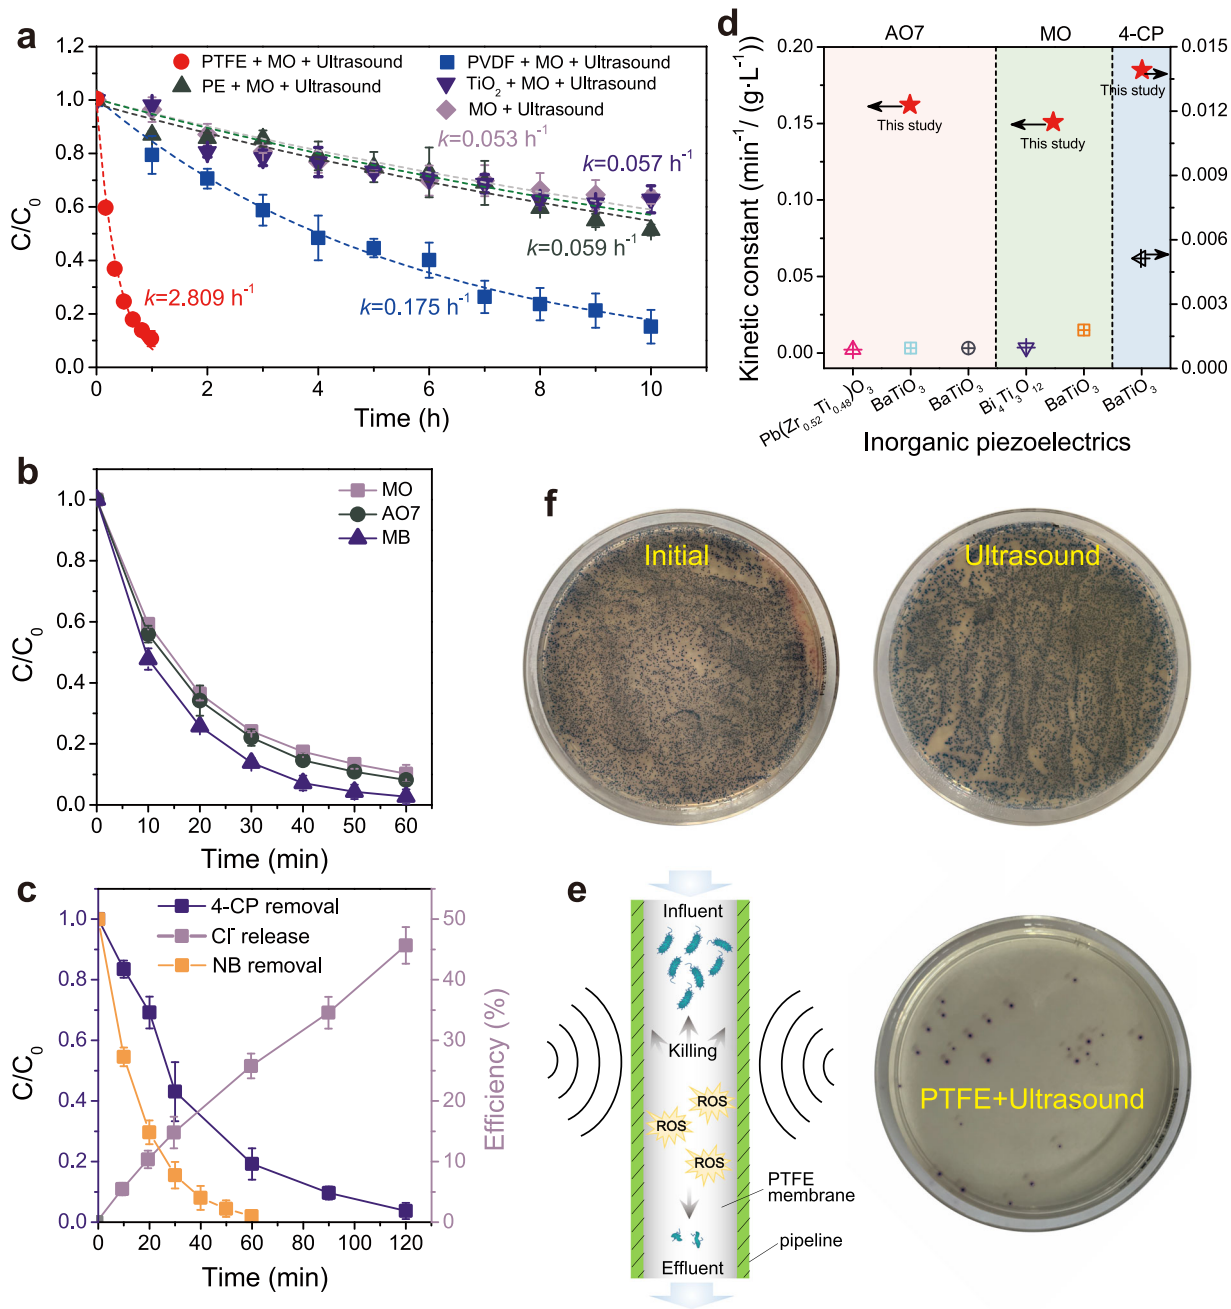 a
1.2
1.0
0.8
0.6
0.4
0.2
0.0
C/C₀
PTFE + MO + Ultrasound
PE + MO + Ultrasound
PVDF + MO + Ultrasound
TiO₂ + MO + Ultrasound
MO + Ultrasound
k=0.053 h⁻¹
k=0.057 h⁻¹
k=0.059 h⁻¹
k=0.175 h⁻¹
k=2.809 h⁻¹
0 2 4 6 8 10
Time (h)
d
AO7 MO 4-CP
0.20
0.15
0.10
0.05
0.00
Kinetic constant (min⁻¹/ (g·L⁻¹))
0.015
0.012
0.009
0.006
0.003
0.000
This study
This study
This study
Pb(Zr₀.₅₂Ti₀.₄₈)O₃
BaTiO₃
BaTiO₃
Bi₄Ti₃O₁₂
BaTiO₃
BaTiO₃
Inorganic piezoelectrics
b
1.0
0.8
0.6
0.4
0.2
0.0
C/C₀
MO
AO7
MB
0 10 20 30 40 50 60
Time (min)
f
Initial
Ultrasound
PTFE+Ultrasound
c
1.0
0.8
0.6
0.4
0.2
0.0
C/C₀
4-CP removal
Cl⁻ release
NB removal
50
40
30
20
10
0
Efficiency (%)
0 20 40 60 80 100 120
Time (min)
e
Influent
Killing
ROS
ROS
ROS
PTFE
membrane
pipeline
Effluent